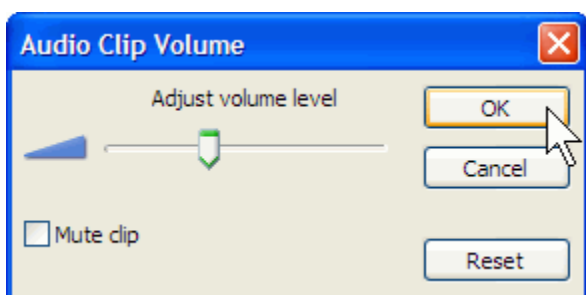 Audio Clip Volume
Adjust volume level
OK
Cancel
Mute clip
Reset